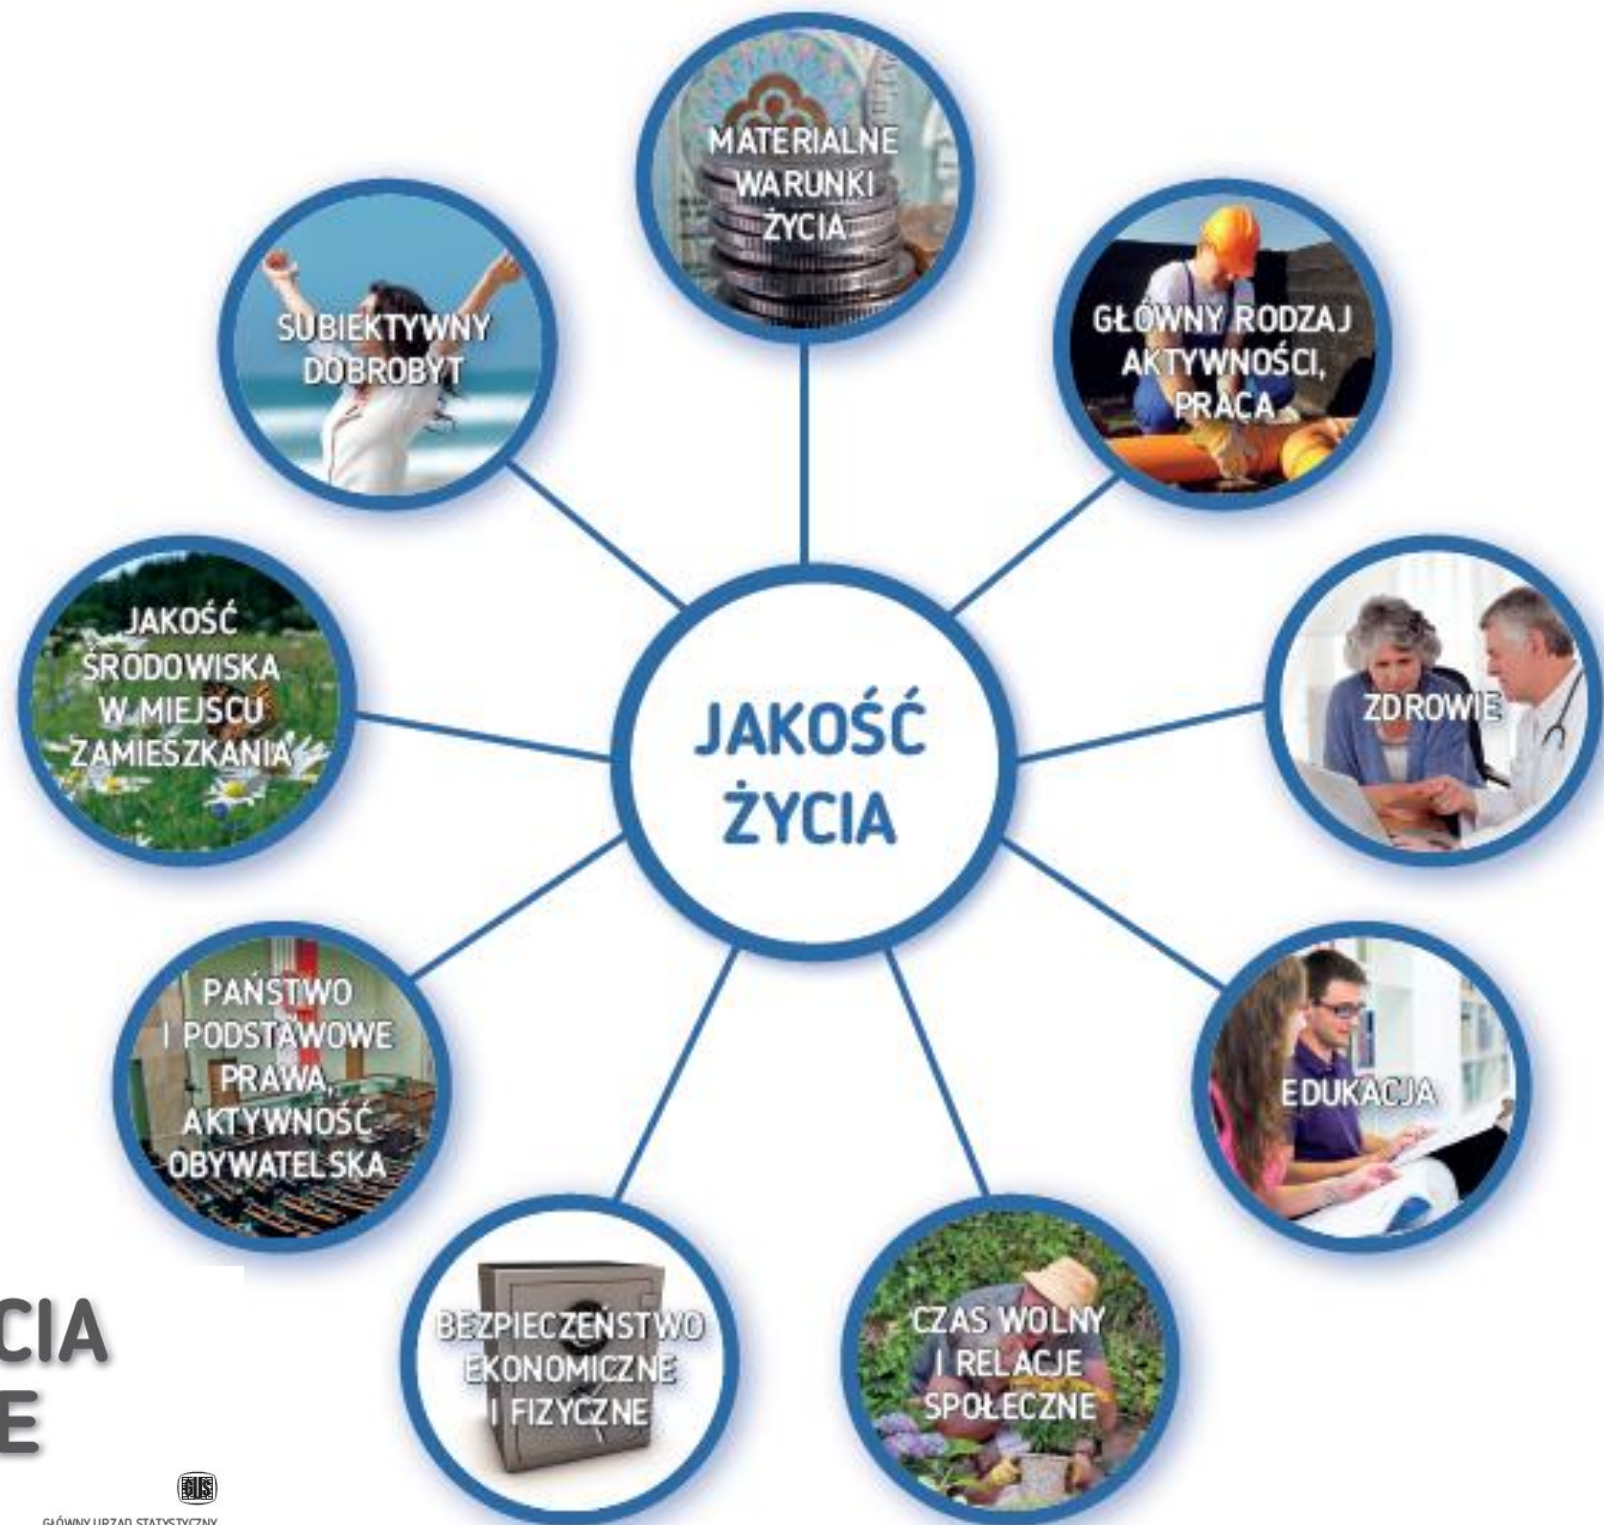 MATERIALNE
WARUNKI
ŻYCIA
GŁÓWNY RODZAJ
AKTYWNOŚCI,
PRACA
ZDROWIE
EDUKACJA
CZAS WOLNY
I RELACJE
SPOŁECZNE
BEZPIECZEŃSTWO
EKONOMICZNE
I FIZYCZNE
PAŃSTWO
I PODSTAWOWE
PRAWA,
AKTYWNOŚĆ
OBYWATELSKA
JAKOŚĆ
ŚRODOWISKA
W MIEJSCU
ZAMIESZKANIA
SUBIEKTYWNY
DOBROBYT
JAKOŚĆ
ŻYCIA
CIA
E
GUS
GŁÓWNY URZĄD STATYSTYCZNY